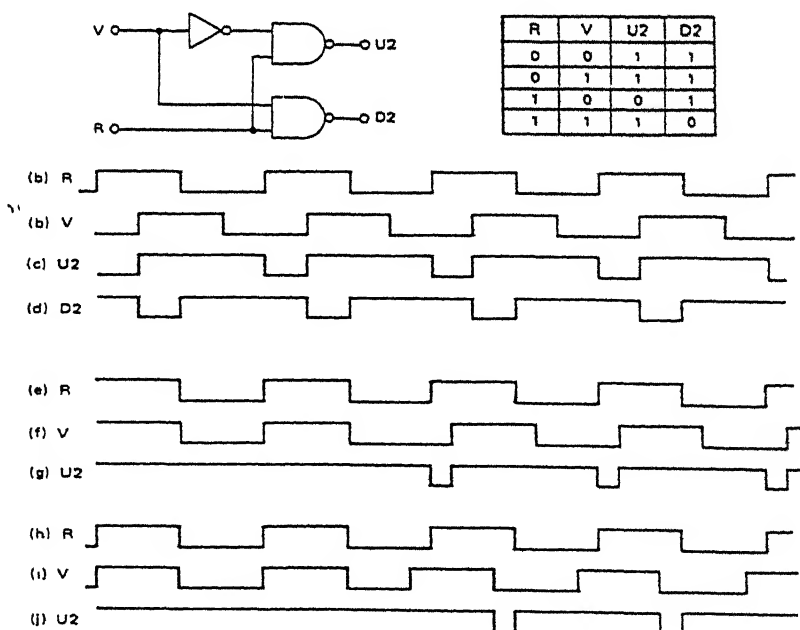 V
U2
R
D2
R V U2 D2
0 0 1 1
0 1 1 1
1 0 0 1
1 1 1 0
(b) R
(b) V
(c) U2
(d) D2
(e) R
(f) V
(g) U2
(h) R
(i) V
(j) U2